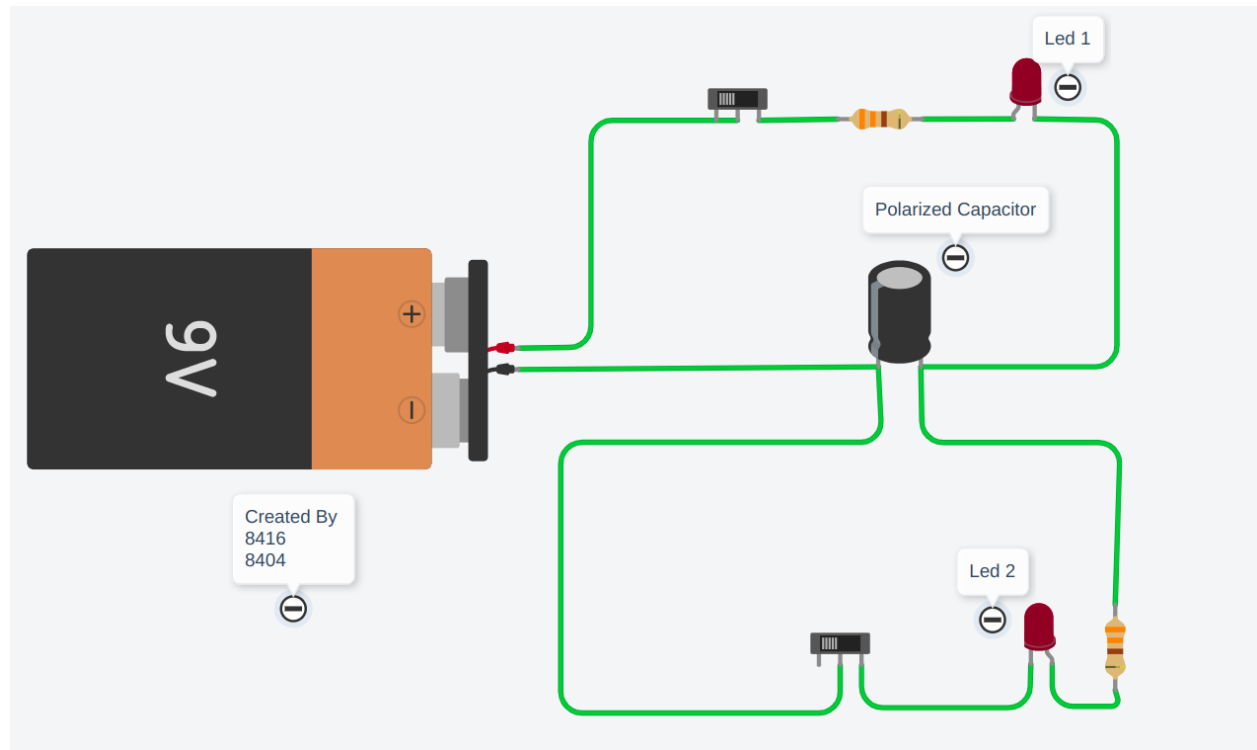 Led 1
Polarized Capacitor
9V
+
-
Created By
8416
8404
Led 2